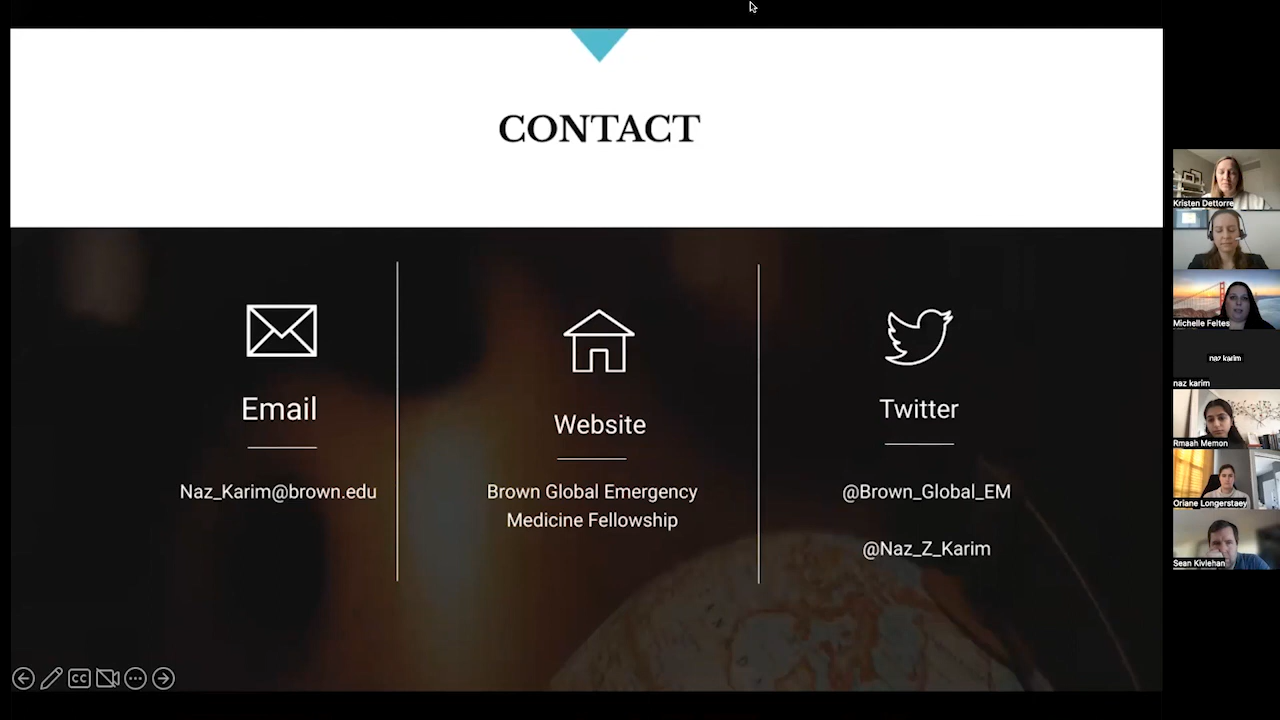 CONTACT
Email
Naz_Karim@brown.edu
Website
Brown Global Emergency
Medicine Fellowship
Twitter
@Brown_Global_EM
@Naz_Z_Karim
CC
Kristen Dettorre
Michelle Feltes
naz karim
naz karim
Rmaah Memon
Oriane Longerstaey
Sean Kivlehan